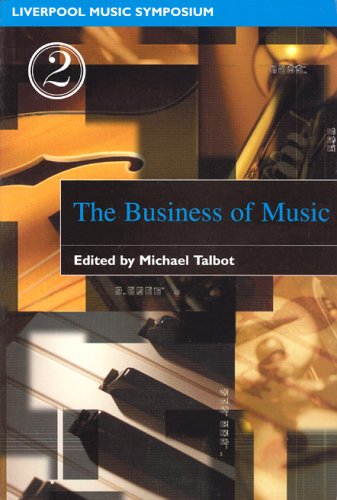 LIVERPOOL MUSIC SYMPOSIUM
2
The Business of Music
Edited by Michael Talbot